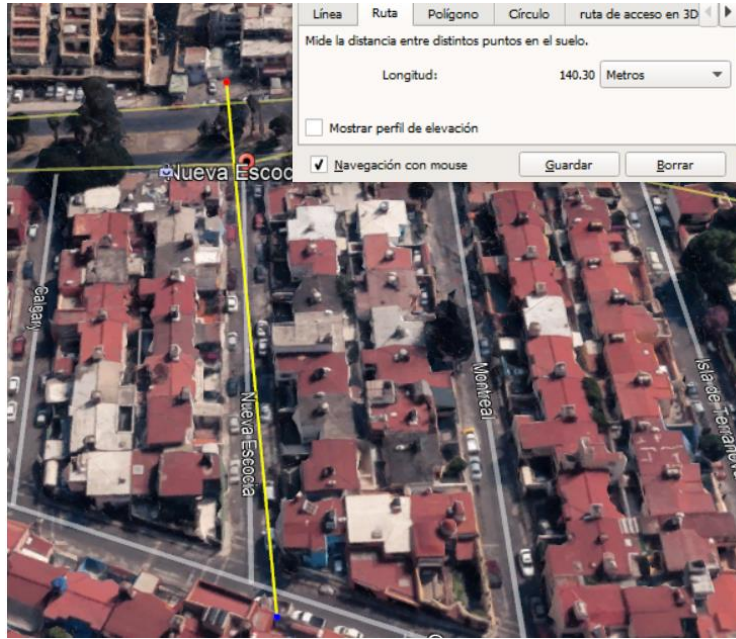 Línea Ruta Polígono Círculo ruta de acceso en 3D
Mide la distancia entre distintos puntos en el suelo.
Longitud: 140.30 Metros
Mostrar perfil de elevación
Navegación con mouse Guardar Borrar
Nueva Escoc
Calgary
Nueva Escocia
Montreal
Isla de Terranova